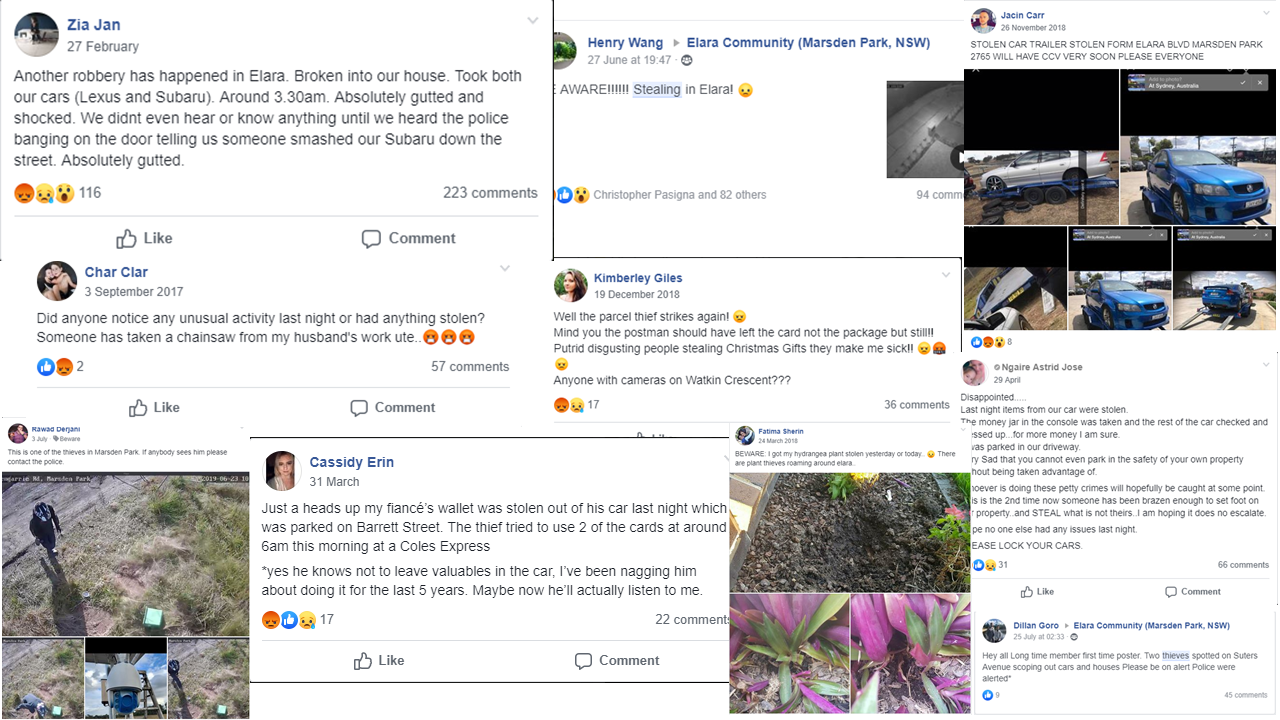 Zia Jan
27 February
Another robbery has happened in Elara. Broken into our house. Took both
our cars (Lexus and Subaru). Around 3.30am. Absolutely gutted and
shocked. We didnt even hear or know anything until we heard the police
banging on the door telling us someone smashed our Subaru down the
street. Absolutely gutted.
116
223 comments
Like
Comment
Henry Wang
Elara Community (Marsden Park, NSW)
27 June at 19:47 ·
AWARE!!!!!! Stealing in Elara!
Christopher Pasigna and 82 others
94 comm
Jacin Carr
26 November 2018
STOLEN CAR TRAILER STOLEN FORM ELARA BLVD MARSDEN PARK
2765 WILL HAVE CCV VERY SOON PLEASE EVERYONE
Add to photo?
At Sydney, Australia
Add to photo?
At Sydney, Australia
Add to photo?
At Sydney, Australia
8
Char Clar
3 September 2017
Did anyone notice any unusual activity last night or had anything stolen?
Someone has taken a chainsaw from my husband's work ute..
2
57 comments
Like
Comment
Kimberley Giles
19 December 2018
Well the parcel thief strikes again!
Mind you the postman should have left the card not the package but still!!
Putrid disgusting people stealing Christmas Gifts they make me sick!!
Anyone with cameras on Watkin Crescent???
17
36 comments
Ngaire Astrid Jose
29 April
Disappointed.....
Last night items from our car were stolen.
The money jar in the console was taken and the rest of the car checked and
essed up...for more money I am sure.
was parked in our driveway.
ry Sad that you cannot even park in the safety of your own property
hout being taken advantage of.
hoever is doing these petty crimes will hopefully be caught at some point.
is is the 2nd time now someone has been brazen enough to set foot on
r property..and STEAL what is not theirs..I am hoping it does no escalate.
pe no one else had any issues last night.
EASE LOCK YOUR CARS.
31
66 comments
Like
Comment
Rawad Derjani
3 July · Beware
This is one of the thieves in Marsden Park. If anybody sees him please
contact the police.
ngarrie Rd, Marsden Park
2019-06-23 10
Cassidy Erin
31 March
Just a heads up my fiancé's wallet was stolen out of his car last night which
was parked on Barrett Street. The thief tried to use 2 of the cards at around
6am this morning at a Coles Express
*yes he knows not to leave valuables in the car, I've been nagging him
about doing it for the last 5 years. Maybe now he'll actually listen to me.
17
22 comments
Like
Comment
Fatima Sherin
24 March 2018
BEWARE: I got my hydrangea plant stolen yesterday or today.. There
are plant thieves roaming around elara..
Dillan Goro
Elara Community (Marsden Park, NSW)
25 July at 02:33 ·
Hey all Long time member first time poster. Two thieves spotted on Suters
Avenue scoping out cars and houses Please be on alert Police were
alerted*
9
45 comments